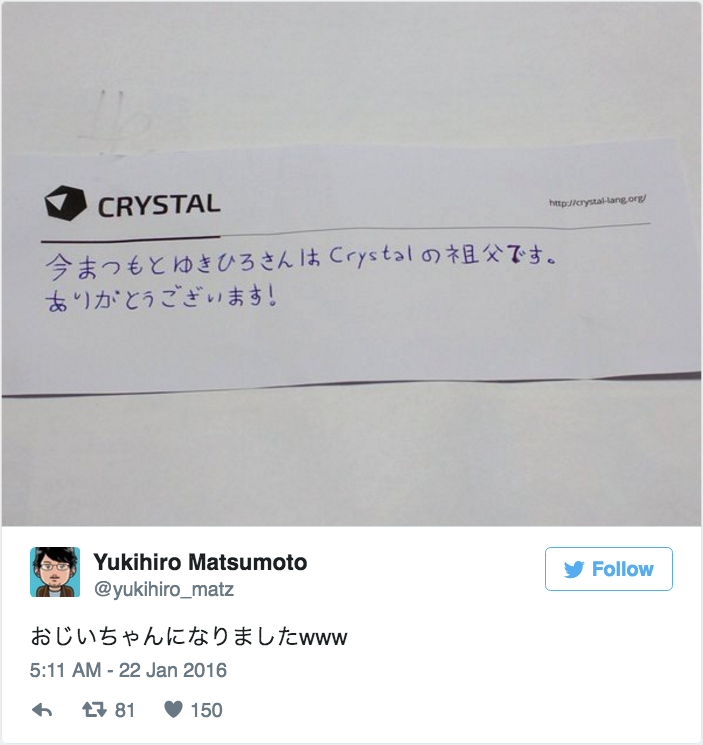 CRYSTAL
http://crystal-lang.org/
今まつもとゆきひろさんはCrystalの祖父です。
ありがとうございます!
Yukihiro Matsumoto
@yukihiro_matz
Follow
おじいちゃんになりましたwww
5:11 AM - 22 Jan 2016
81
150